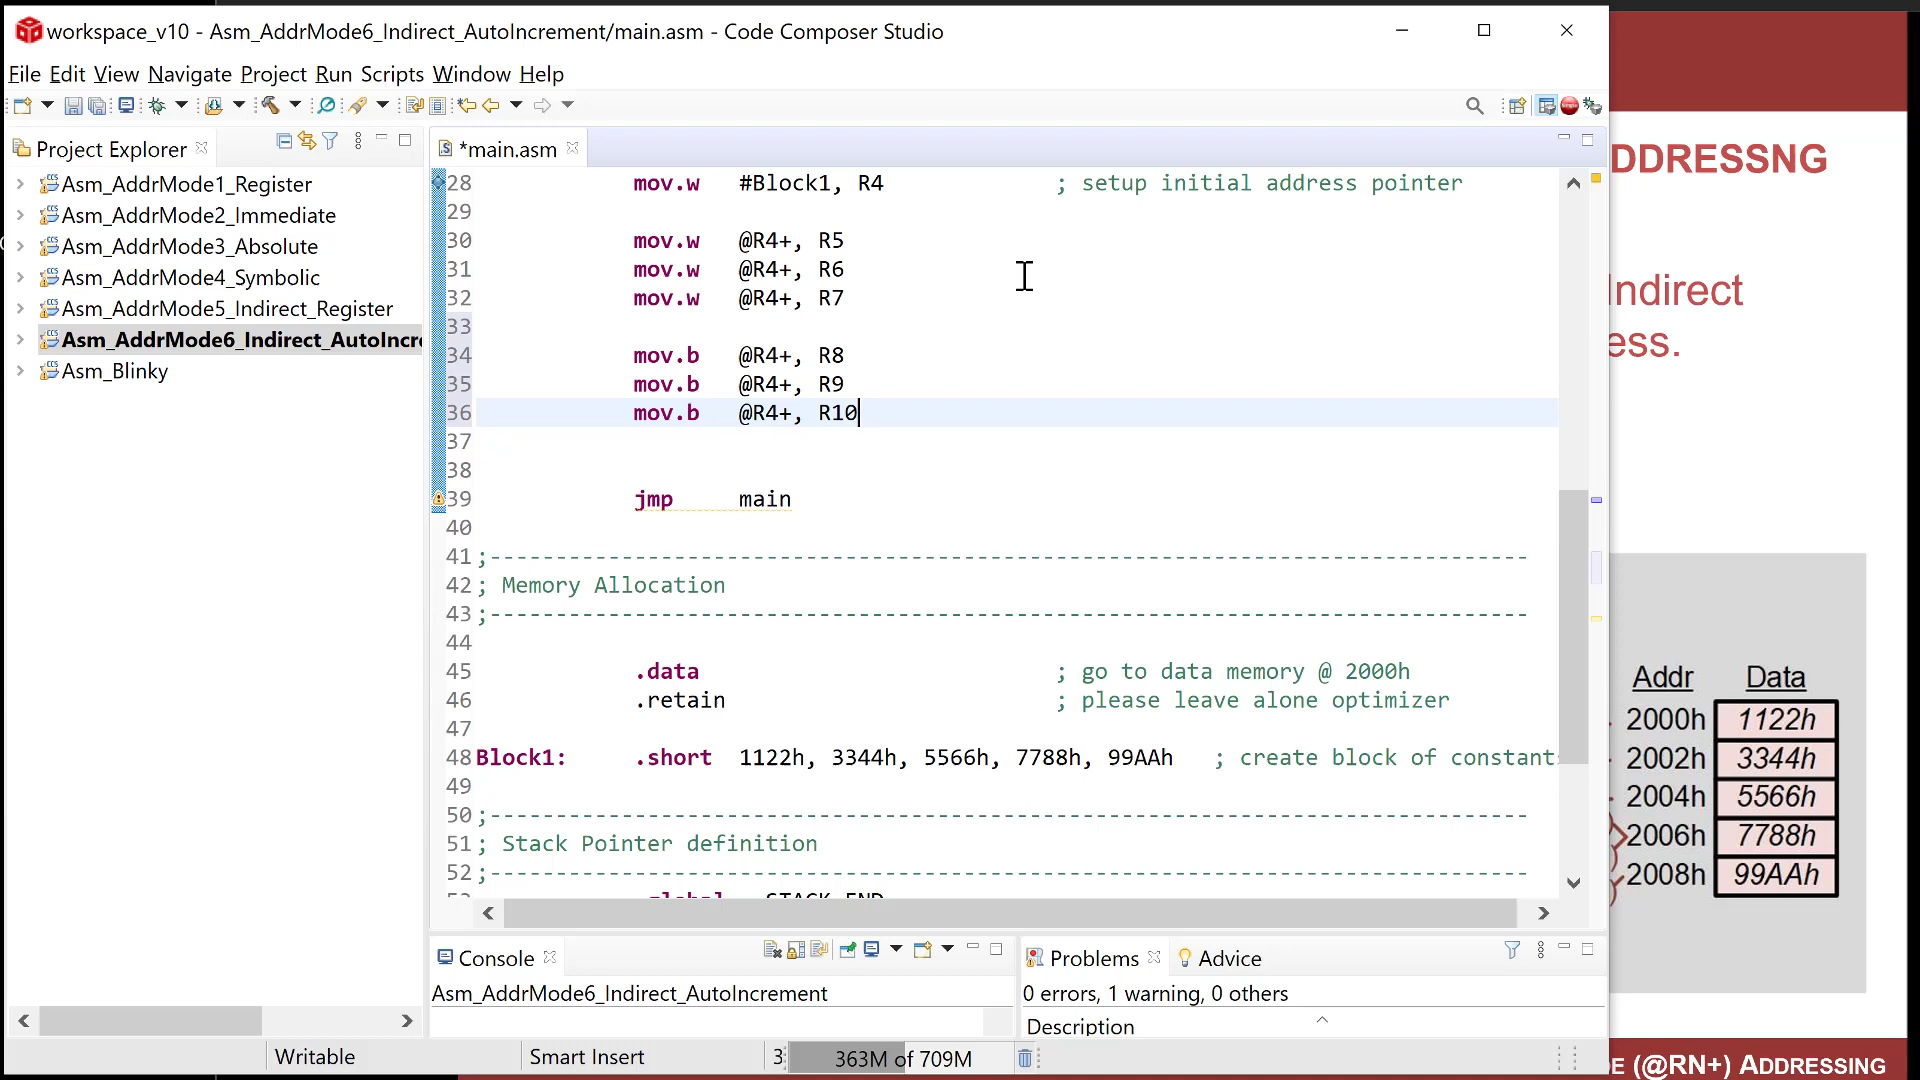 workspace_v10 - Asm_AddrMode6_Indirect_AutoIncrement/main.asm - Code Composer Studio
File Edit View Navigate Project Run Scripts Window Help
Project Explorer
Asm_AddrMode1_Register
Asm_AddrMode2_Immediate
Asm_AddrMode3_Absolute
Asm_AddrMode4_Symbolic
Asm_AddrMode5_Indirect_Register
Asm_AddrMode6_Indirect_AutoIncre
Asm_Blinky
*main.asm
28 mov.w #Block1, R4 ; setup initial address pointer
29
30 mov.w @R4+, R5
31 mov.w @R4+, R6
32 mov.w @R4+, R7
33
34 mov.b @R4+, R8
35 mov.b @R4+, R9
36 mov.b @R4+, R10
37
38
39 jmp main
40
41 ;-------------------------------------------------------------------------------
42 ; Memory Allocation
43 ;-------------------------------------------------------------------------------
44
45 .data ; go to data memory @ 2000h
46 .retain ; please leave alone optimizer
47
48 Block1: .short 1122h, 3344h, 5566h, 7788h, 99AAh ; create block of constants
49
50 ;-------------------------------------------------------------------------------
51 ; Stack Pointer definition
52 ;-------------------------------------------------------------------------------
Console
Asm_AddrMode6_Indirect_AutoIncrement
Problems
Advice
0 errors, 1 warning, 0 others
Description
Writable
Smart Insert
363M of 709M
DDRESSNG
Indirect
ess.
Addr Data
2000h 1122h
2002h 3344h
2004h 5566h
2006h 7788h
2008h 99AAh
DE (@RN+) ADDRESSING